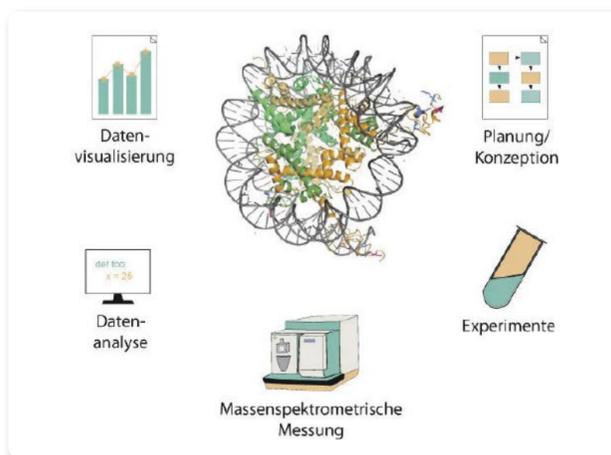 Daten-
visualisierung
Planung/
Konzeption
def foo:
x = 25
Daten-
analyse
Experimente
Massenspektrometrische
Messung